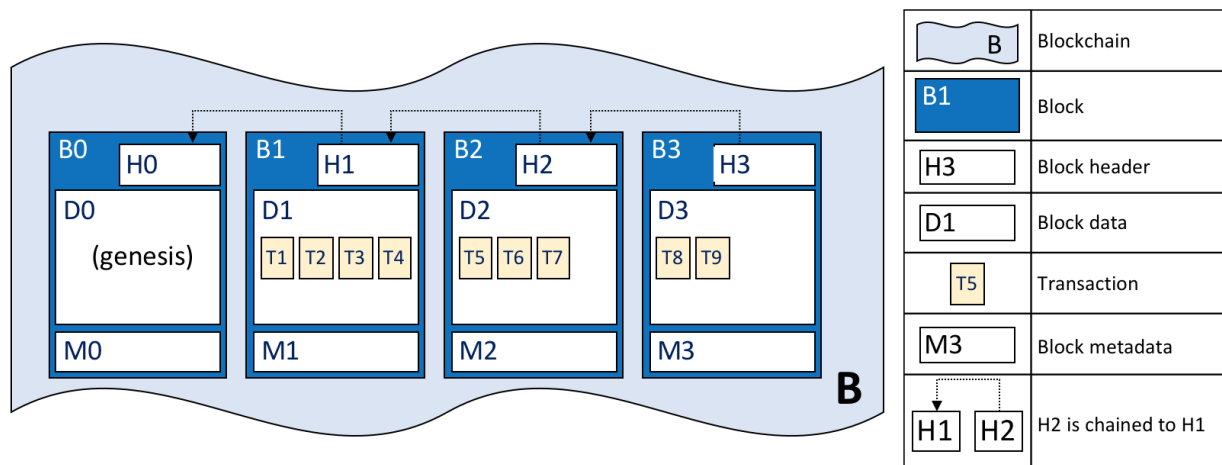 B0
H0
D0
(genesis)
M0
B1
H1
D1
T1 T2 T3 T4
M1
B2
H2
D2
T5 T6 T7
M2
B3
H3
D3
T8 T9
M3
B
B Blockchain
B1 Block
H3 Block header
D1 Block data
T5 Transaction
M3 Block metadata
H1 H2 H2 is chained to H1